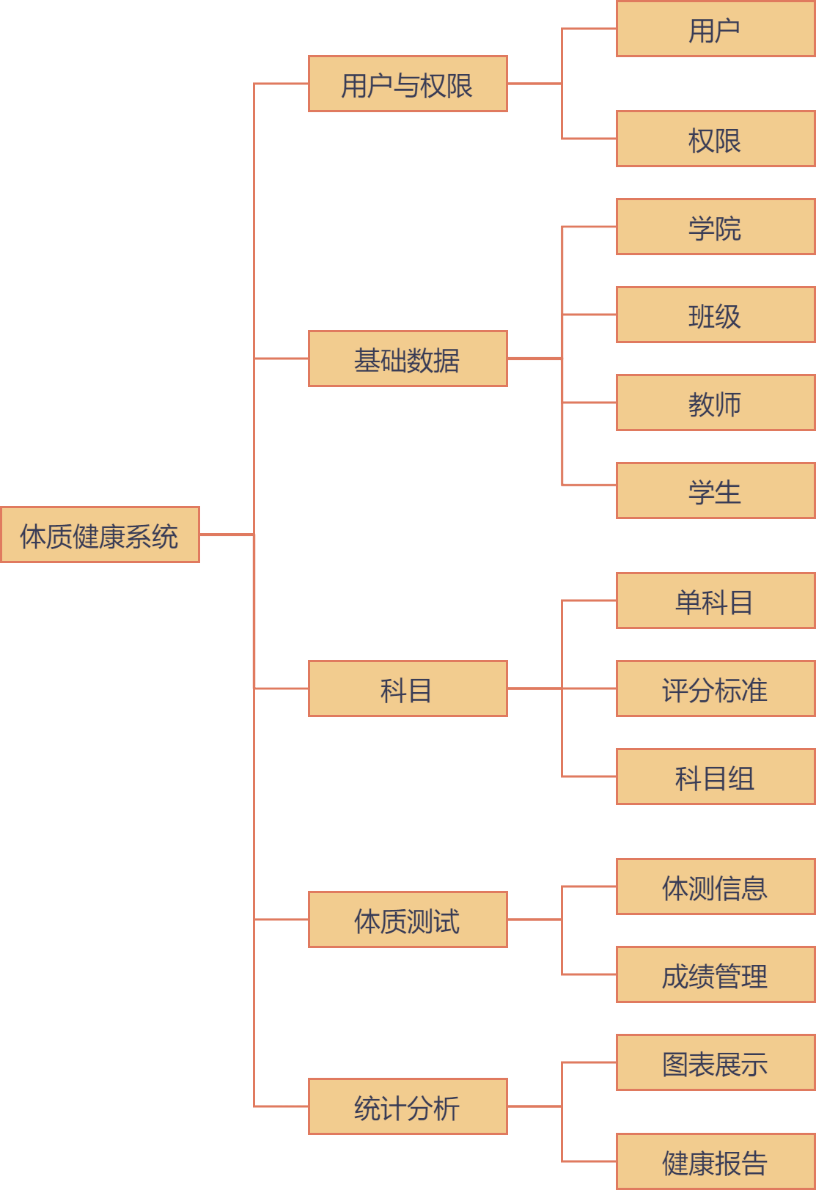 体质健康系统
用户与权限
用户
权限
基础数据
学院
班级
教师
学生
科目
单科目
评分标准
科目组
体质测试
体测信息
成绩管理
统计分析
图表展示
健康报告